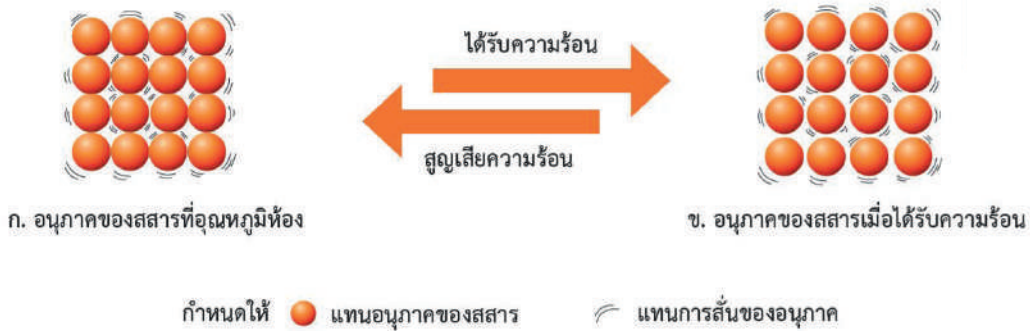 ได้รับความร้อน
สูญเสียความร้อน
ก. อนุภาคของสสารที่อุณหภูมิห้อง
ข. อนุภาคของสสารเมื่อได้รับความร้อน
กำหนดให้ แทนอนุภาคของสสาร แทนการสั่นของอนุภาค